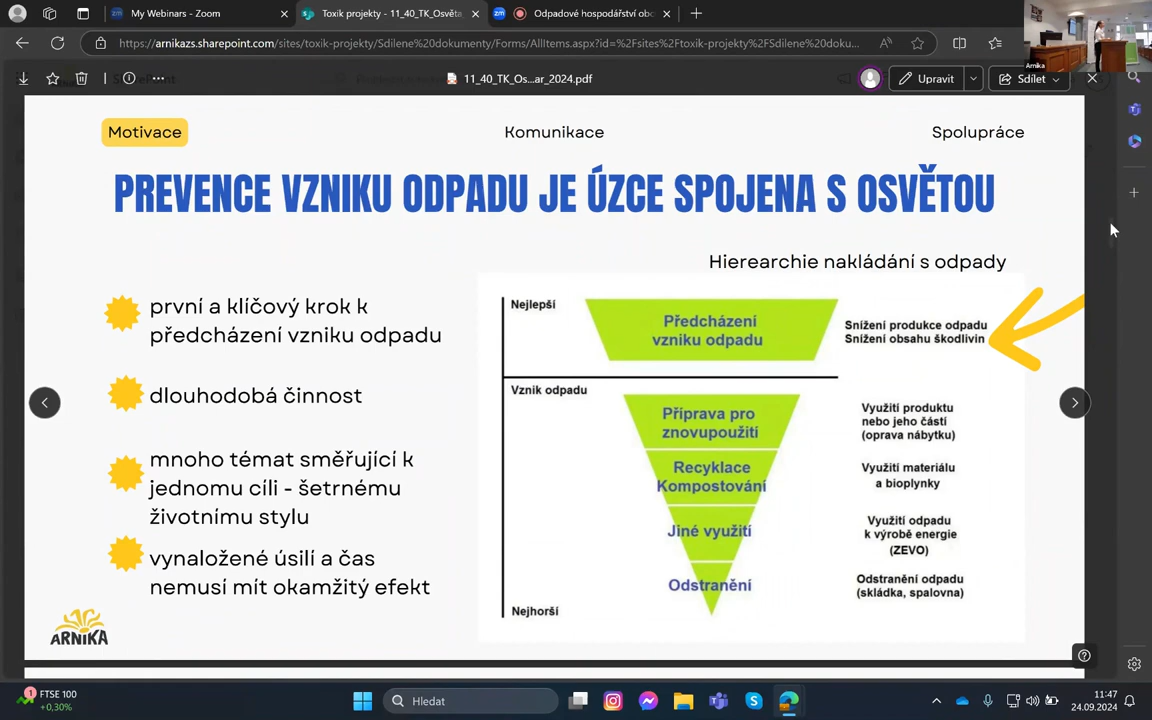 My Webinars - Zoom
Toxik projekty - 11_40_TK_Osvěta
Odpadové hospodářství obc
https://arnikazs.sharepoint.com/sites/toxik-projekty/Sdilene%20dokumenty/Forms/AllItems.aspx?id=%2Fsites%2Ftoxik-projekty%2FSdilene%20doku...
Arnika
11_40_TK_Os...ar_2024.pdf
Upravit
Sdílet
Motivace
Komunikace
Spolupráce
PREVENCE VZNIKU ODPADU JE ÚZCE SPOJENA S OSVĚTOU
první a klíčový krok k
předcházení vzniku odpadu
dlouhodobá činnost
mnoho témat směřující k
jednomu cíli - šetrnému
životnímu stylu
vynaložené úsilí a čas
nemusí mít okamžitý efekt
ARNIKA
Hierearchie nakládání s odpady
Nejlepší
Předcházení
vzniku odpadu
Snížení produkce odpadu
Snížení obsahu škodlivin
Vznik odpadu
Příprava pro
znovupoužití
Využití produktu
nebo jeho částí
(oprava nábytku)
Recyklace
Kompostování
Využití materiálu
a bioplynky
Jiné využití
Využití odpadu
k výrobě energie
(ZEVO)
Odstranění
Odstranění odpadu
(skládka, spalovna)
Nejhorší
1
FTSE 100
+0,30%
Hledat
11:47
24.09.2024